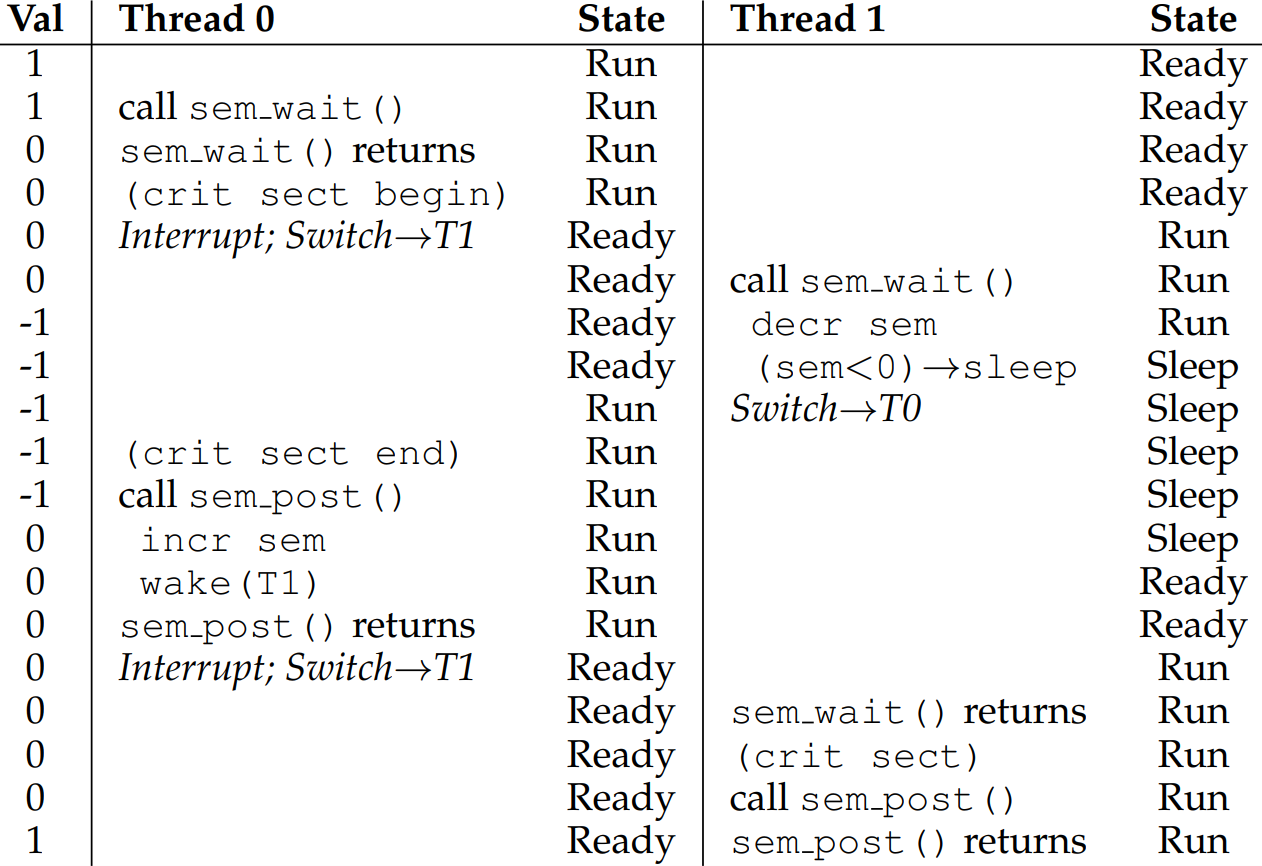 Val Thread 0 State Thread 1 State
1 Run Ready
1 call sem_wait() Run Ready
0 sem_wait() returns Run Ready
0 (crit sect begin) Run Ready
0 Interrupt; Switch→T1 Ready Run
0 Ready call sem_wait() Run
-1 Ready decr sem Run
-1 Ready (sem<0)→sleep Sleep
-1 Run Switch→T0 Sleep
-1 (crit sect end) Run Sleep
-1 call sem_post() Run Sleep
0 incr sem Run Sleep
0 wake(T1) Run Ready
0 sem_post() returns Run Ready
0 Interrupt; Switch→T1 Ready Run
0 Ready sem_wait() returns Run
0 Ready (crit sect) Run
0 Ready call sem_post() Run
1 Ready sem_post() returns Run